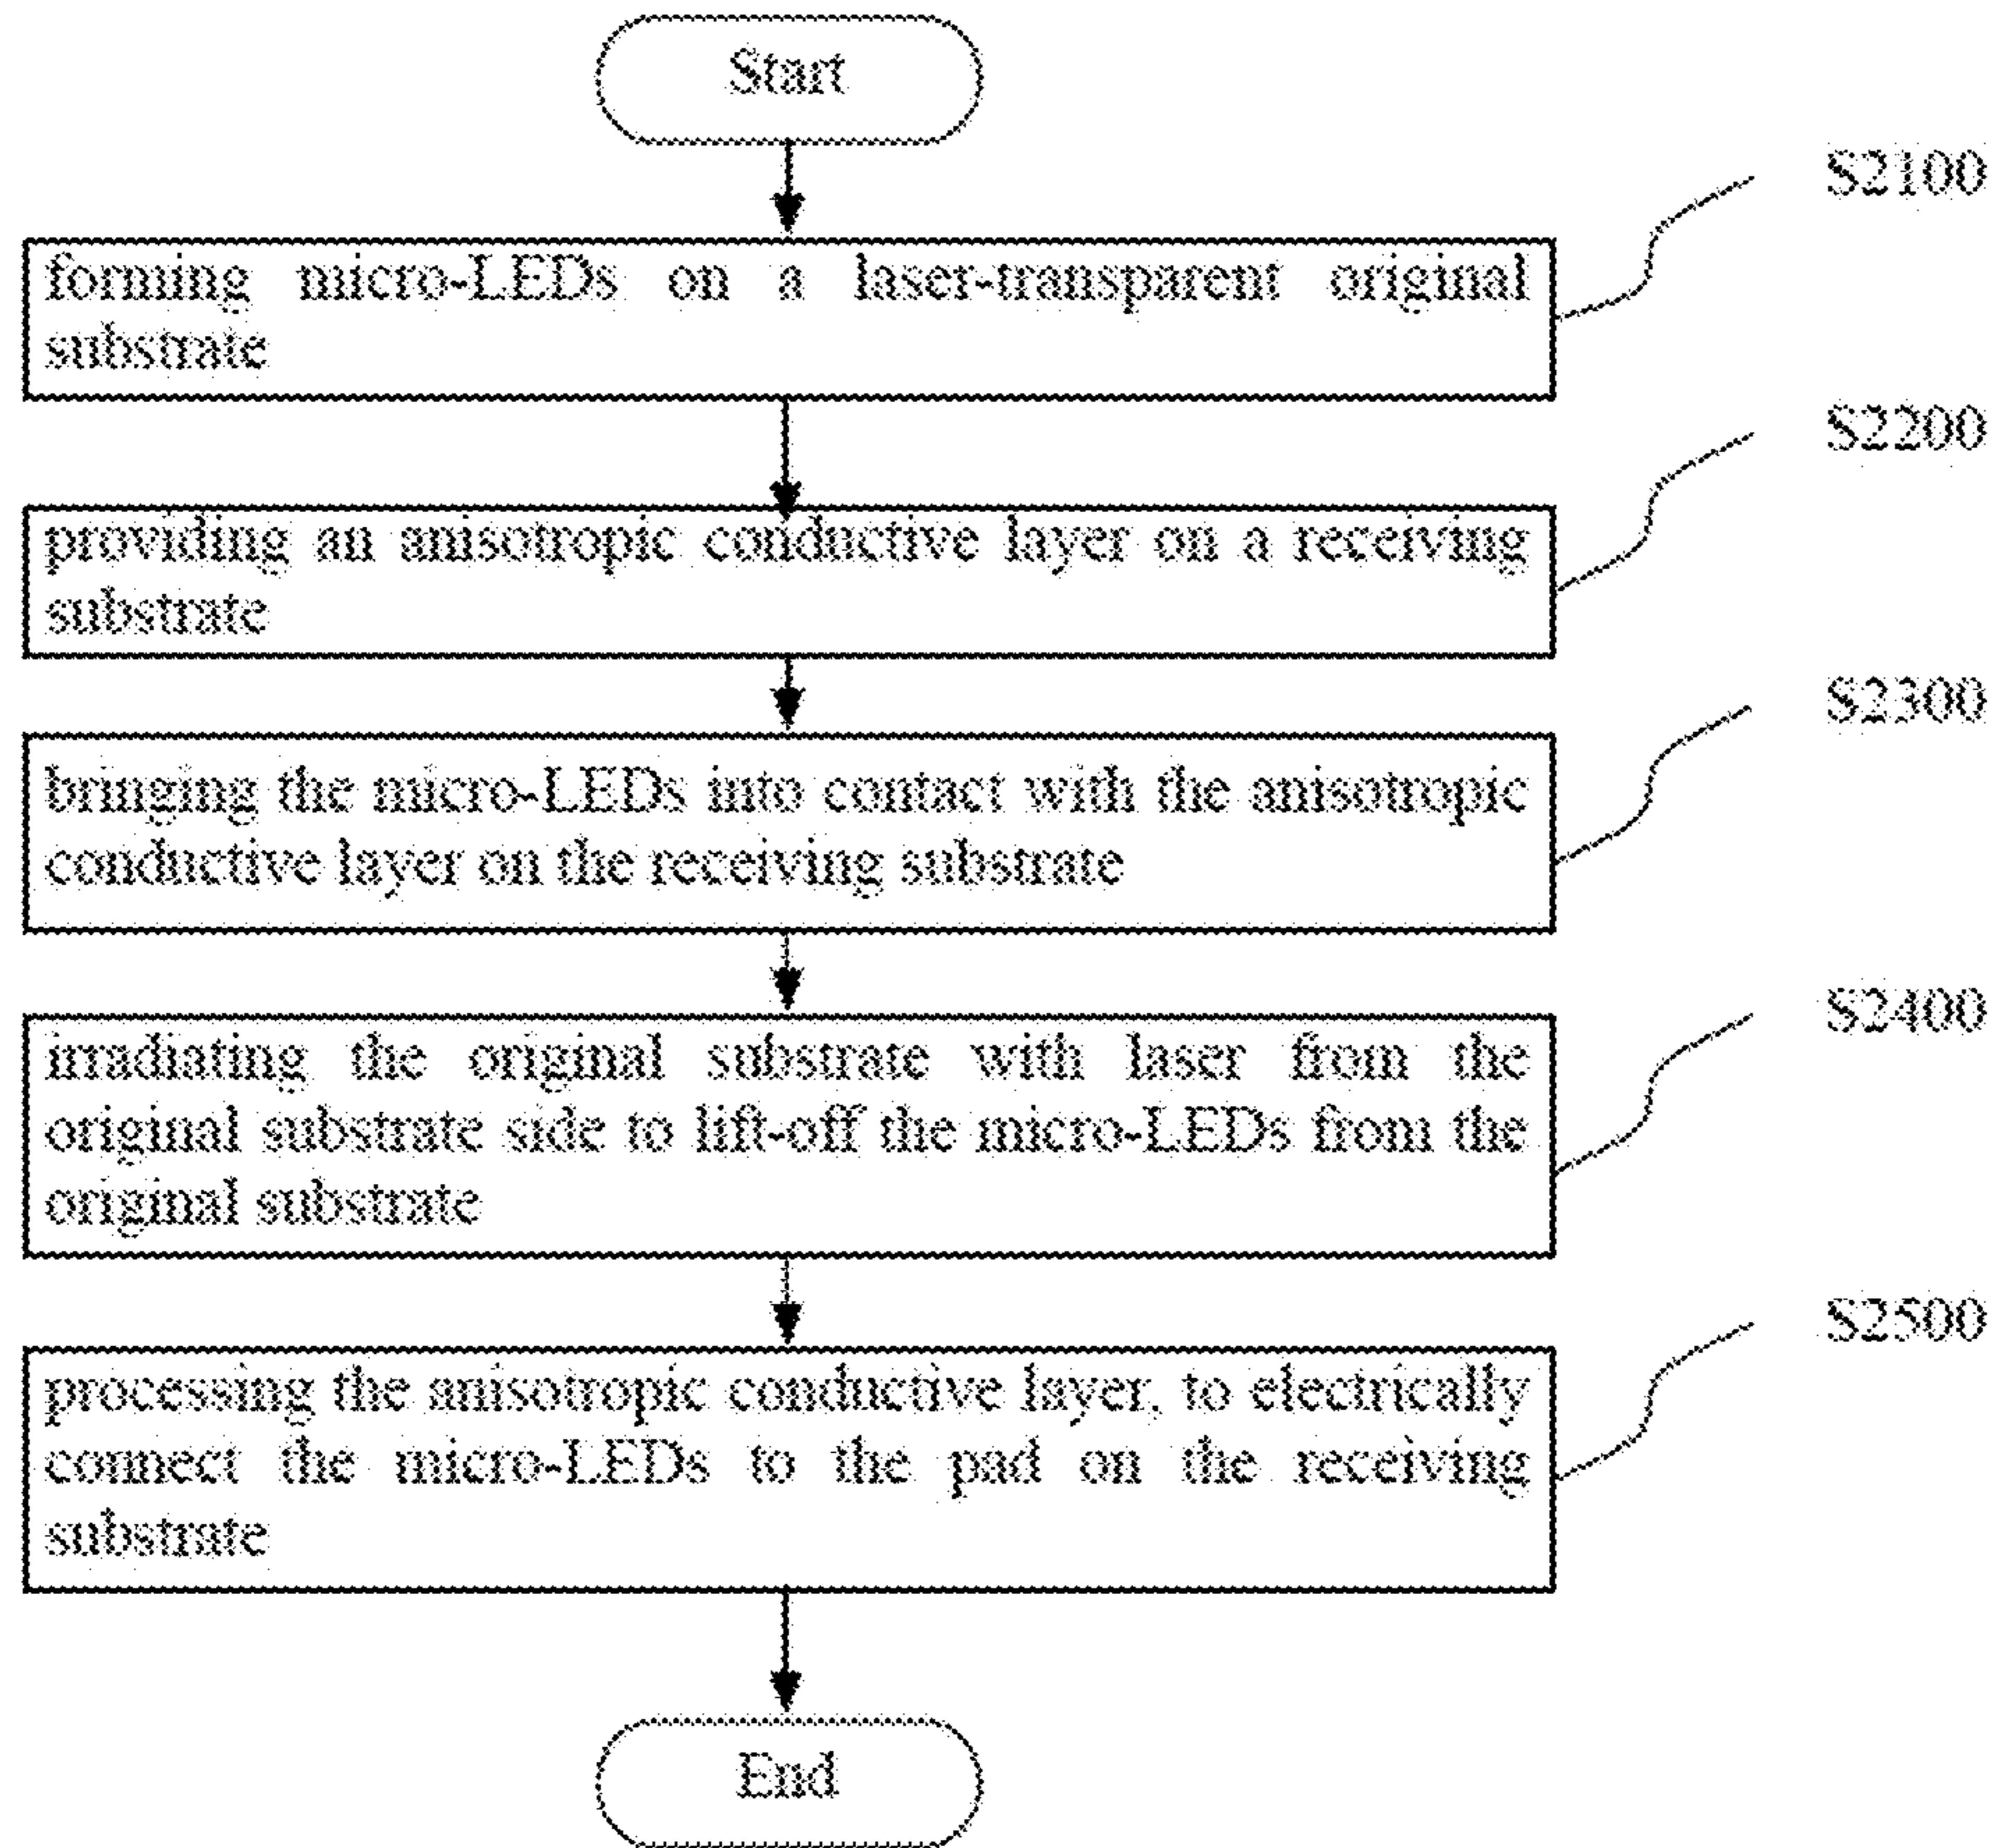 Start
S2100
forming micro-LEDs on a laser-transparent original
substrate
S2200
providing an anisotropic conductive layer on a receiving
substrate
S2300
bringing the micro-LEDs into contact with the anisotropic
conductive layer on the receiving substrate
S2400
irradiating the original substrate with laser from the
original substrate side to lift-off the micro-LEDs from the
original substrate
S2500
processing the anisotropic conductive layer, to electrically
connect the micro-LEDs to the pad on the receiving
substrate
End